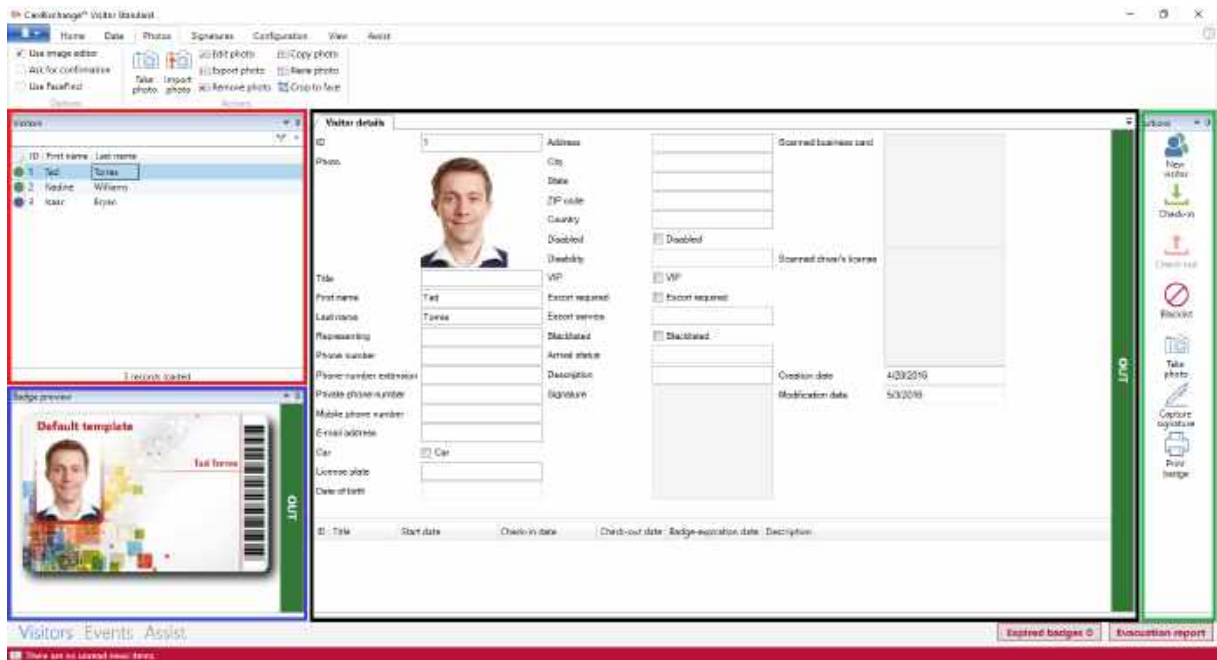 CardExchange® Visitor Standard
Home Data Photos Signatures Configuration View Assist
Use image editor
Ask for confirmation
Use FaceFind
Options
Take photo
Import photo
Edit photo
Export photo
Remove photo
Copy photo
Paste photo
Crop to face
Actions
Visitors
ID First name Last name
1 Tad Torres
2 Nadine Williams
3 Isaac Bryan
3 records loaded
Badge preview
Default template
Tad Torres
OUT
Visitor details
ID 1
Photo
Title
First name Tad
Last name Torres
Representing
Phone number
Phone number extension
Private phone number
Mobile phone number
E-mail address
Car Car
License plate
Date of birth
Address
City
State
ZIP code
Country
Disabled Disabled
Disability
VIP VIP
Escort required Escort required
Escort service
Blacklisted Blacklisted
Arrival status
Description
Signature
Scanned business card
Scanned driver's license
Creation date 4/20/2016
Modification date 5/3/2016
ID Title Start date Check-in date Check-out date Badge-expiration date Description
OUT
New visitor
Check-in
Check-out
Blacklist
Take photo
Capture signature
Print badge
Visitors Events Assist
Expired badges 0
Evacuation report
There are no unread news items